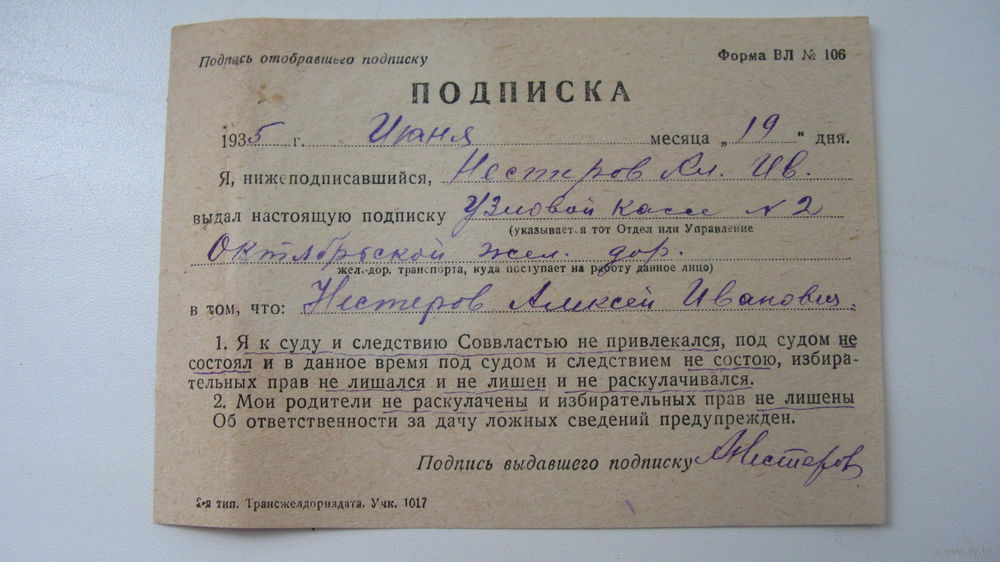 Подпись отобравшего подписку
Форма ВЛ № 106
ПОДПИСКА
1935 г. Июня месяца „19“ дня.
Я, нижеподписавшийся, Нестеров Ал. Ив.
выдал настоящую подписку Узловой кассе N 2
(указывается тот Отдел или Управление
Октябрьской жел. дор.
жел.-дор. транспорта, куда поступает на работу данное лицо)
в том, что: Нестеров Алексей Иванович.
1. Я к суду и следствию Соввластью не привлекался, под судом не
состоял и в данное время под судом и следствием не состою, избира-
тельных прав не лишался и не лишен и не раскулачивался.
2. Мои родители не раскулачены и избирательных прав не лишены
Об ответственности за дачу ложных сведений предупрежден.
Подпись выдавшего подписку АНестеров
2-я тип. Трансжелдориздата. Учк. 1017
www.ay.by